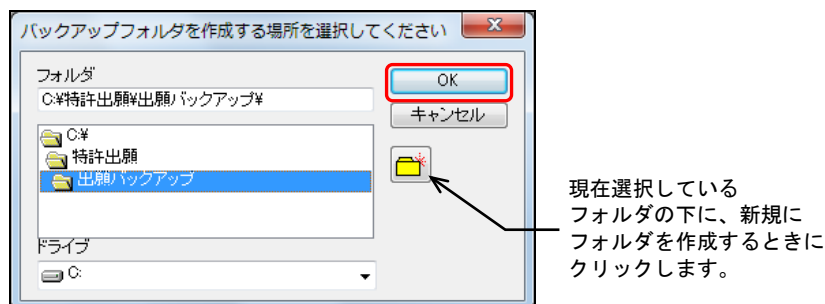 バックアップフォルダを作成する場所を選択してください
フォルダ
C:¥特許出願¥出願バックアップ¥
C:¥
特許出願
出願バックアップ
ドライブ
C:
OK
キャンセル
現在選択している
フォルダの下に、新規に
フォルダを作成するときに
クリックします。